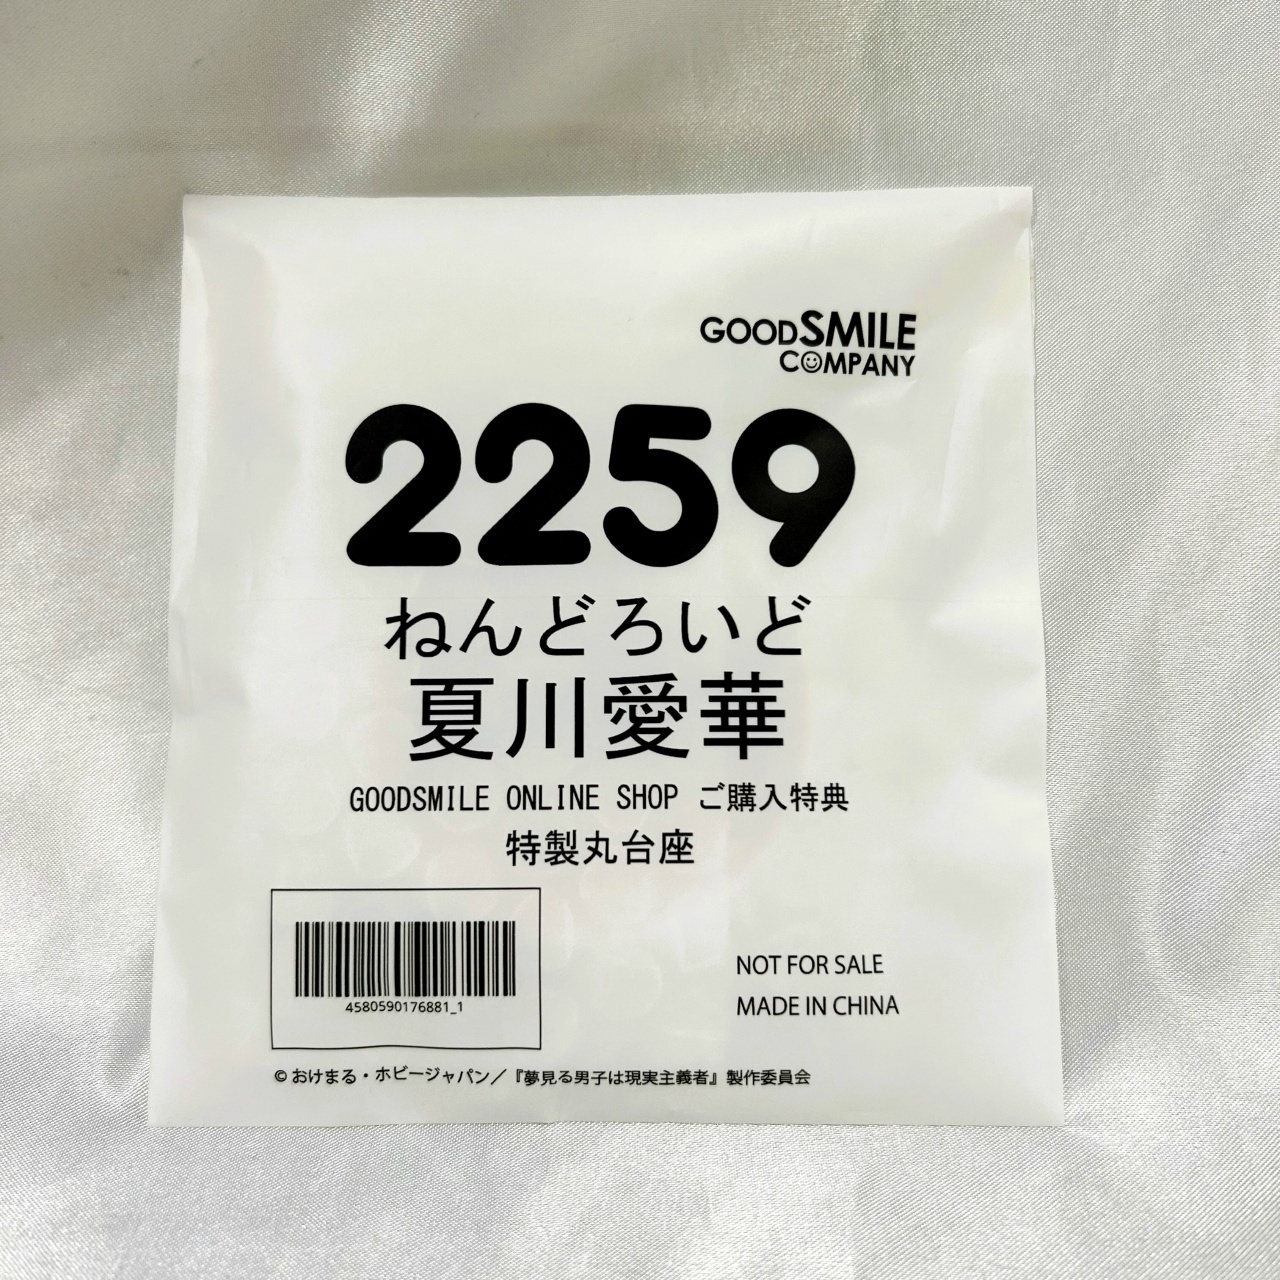 GOODSMILE
COMPANY
2259
ねんどろいど
夏川愛華
GOODSMILE ONLINE SHOP ご購入特典
特製丸台座
4580590176881_1
NOT FOR SALE
MADE IN CHINA
© おけまる・ホビージャパン／『夢見る男子は現実主義者』製作委員会